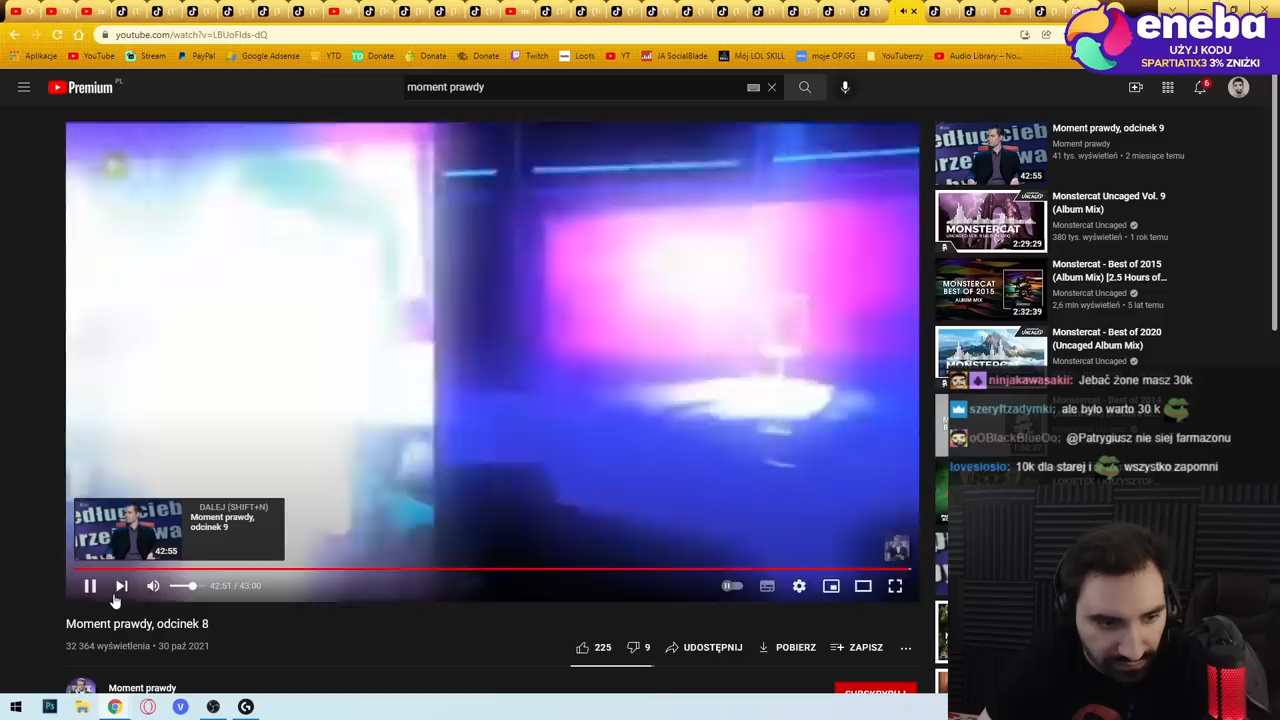 youtube.com/watch?v=LBUoFlds-dQ
eneba
UŻYJ KODU
SPARTIATIX3 3% ZNIŻKI
Aplikacje YouTube Stream PayPal Google Adsense YTD Donate Donate Donate Twitch Loots YT JA SocialBlade Mój LOL SKILL moje OP.GG YouTuberzy Audio Library – No...
Premium PL
moment prawdy
6
Moment prawdy, odcinek 9
Moment prawdy
41 tys. wyświetleń • 2 miesiące temu
42:55
Monstercat Uncaged Vol. 9
(Album Mix)
Monstercat Uncaged
380 tys. wyświetleń • 1 rok temu
2:29:29
Monstercat - Best of 2015
(Album Mix) [2.5 Hours of...
Monstercat Uncaged
2,6 mln wyświetleń • 5 lat temu
2:32:39
Monstercat - Best of 2020
(Uncaged Album Mix)
Monstercat Uncaged
ninjakawasakii: Jebać żone masz 30k
szeryftzadymki: ale było warto 30 k
oOBlackBlueOo: @Patrygiusz nie siej farmazonu
lovesiosio: 10k dla starej i wszystko zapomni
DALEJ (SHIFT+N)
Moment prawdy,
odcinek 9
42:55
42:51 / 43:00
Moment prawdy, odcinek 8
32 364 wyświetlenia • 30 paź 2021
225 9 UDOSTĘPNIJ POBIERZ ZAPISZ
Moment prawdy
SUBSKRYBUJ